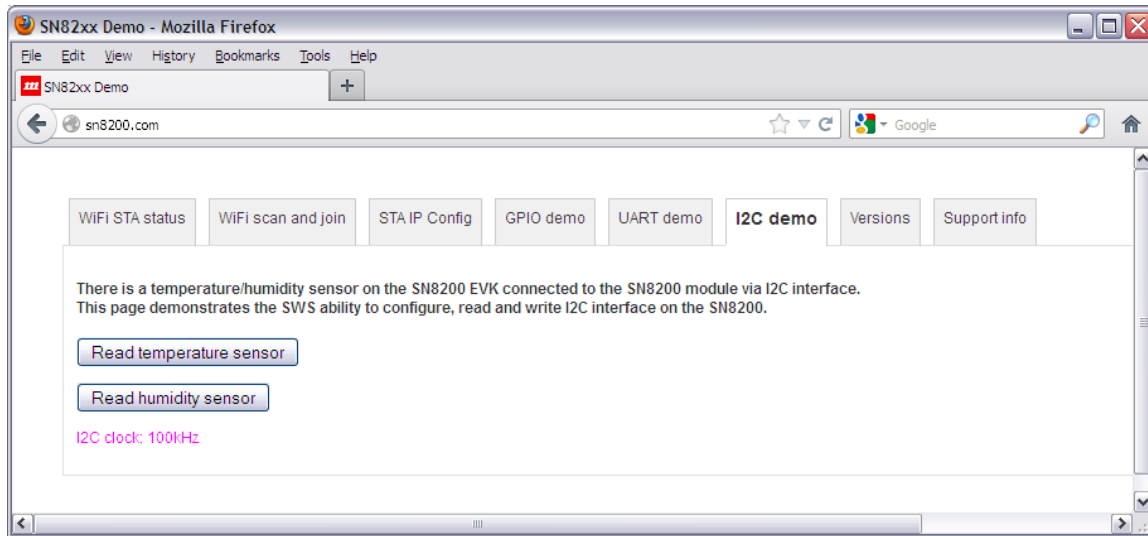 SN82xx Demo - Mozilla Firefox
File Edit View History Bookmarks Tools Help
m SN82xx Demo +
sn8200.com Google
WiFi STA status WiFi scan and join STA IP Config GPIO demo UART demo I2C demo Versions Support info
There is a temperature/humidity sensor on the SN8200 EVK connected to the SN8200 module via I2C interface.
This page demonstrates the SWS ability to configure, read and write I2C interface on the SN8200.
Read temperature sensor
Read humidity sensor
I2C clock: 100kHz